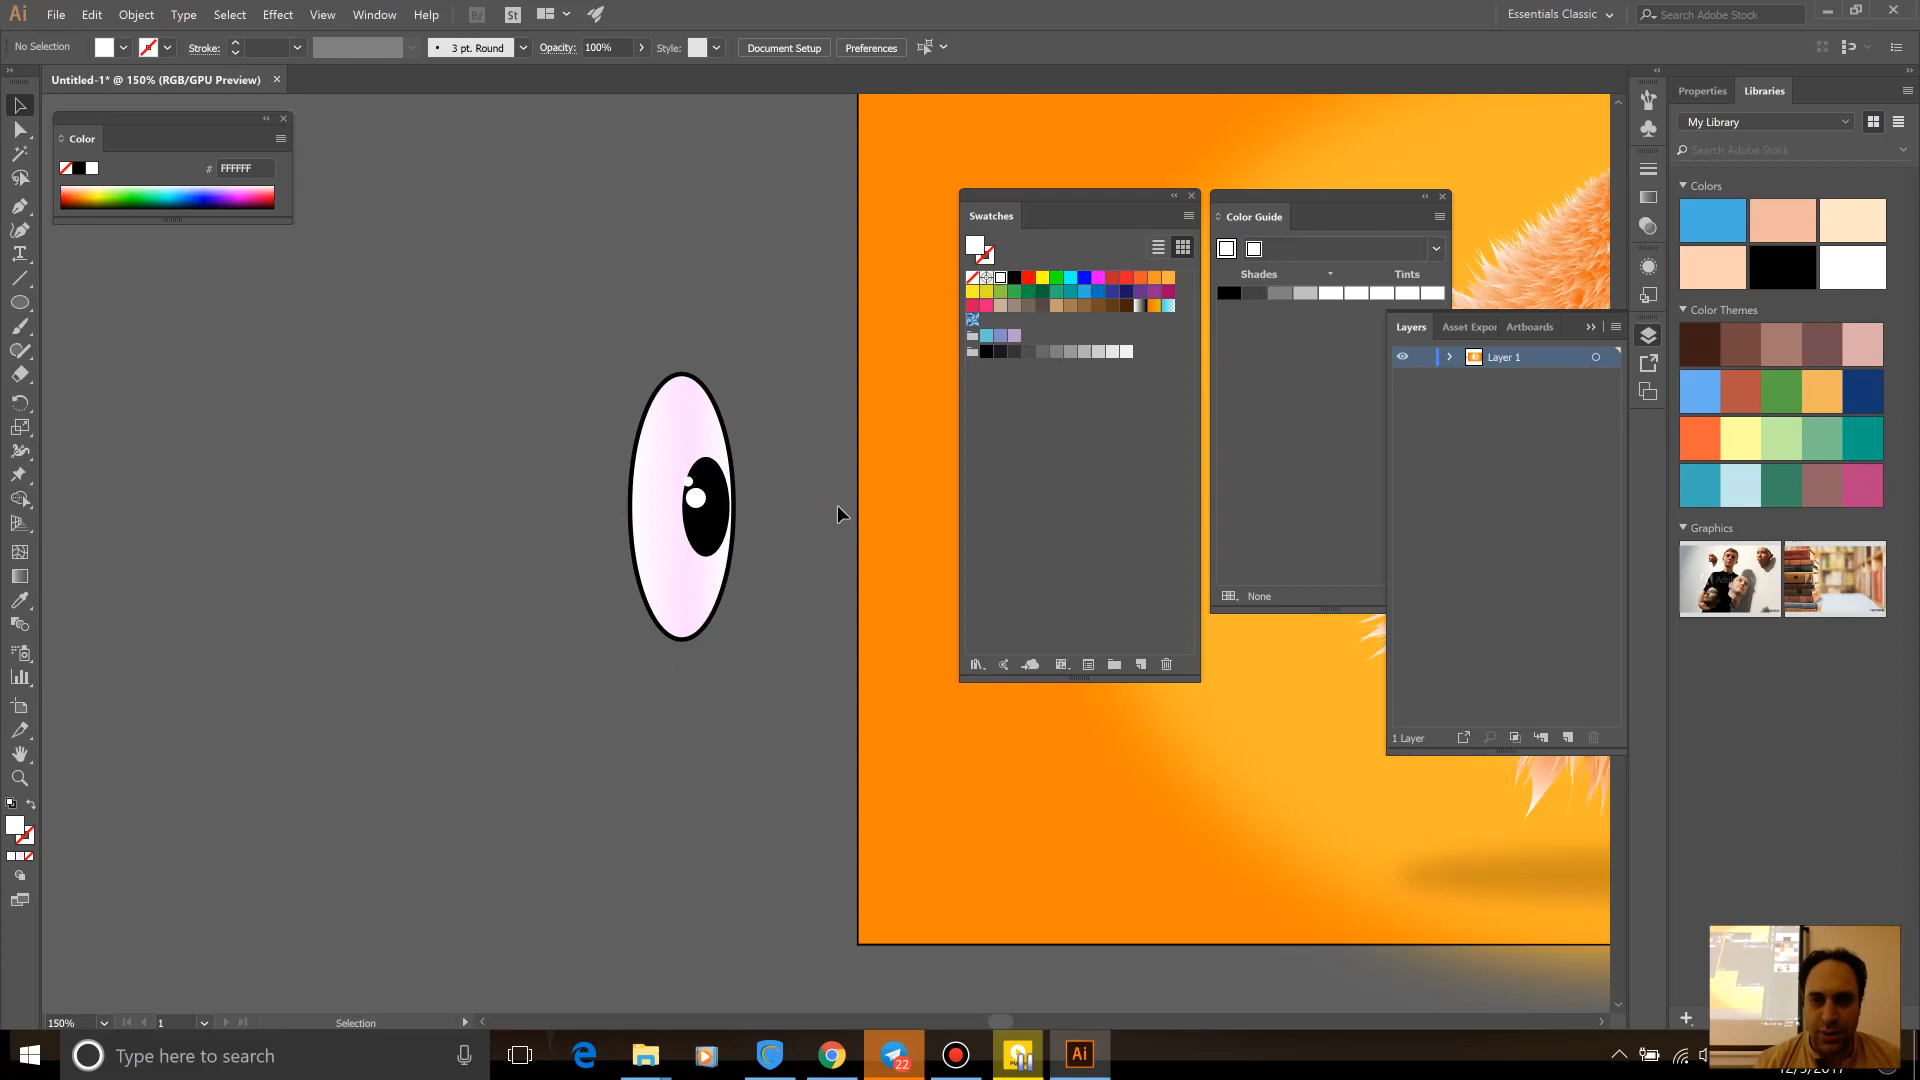 Ai File Edit Object Type Select Effect View Window Help Br St Essentials Classic Search Adobe Stock
No Selection Stroke: 3 pt. Round Opacity: 100% Style: Document Setup Preferences
Untitled-1* @ 150% (RGB/GPU Preview)
Properties Libraries
My Library
Search Adobe Stock
Color
# FFFFFF
Colors
Swatches
Color Guide
Shades Tints
Color Themes
Layers Asset Expor Artboards
Layer 1
Graphics
None
1 Layer
150% 1 Selection
Type here to search
22
Ai